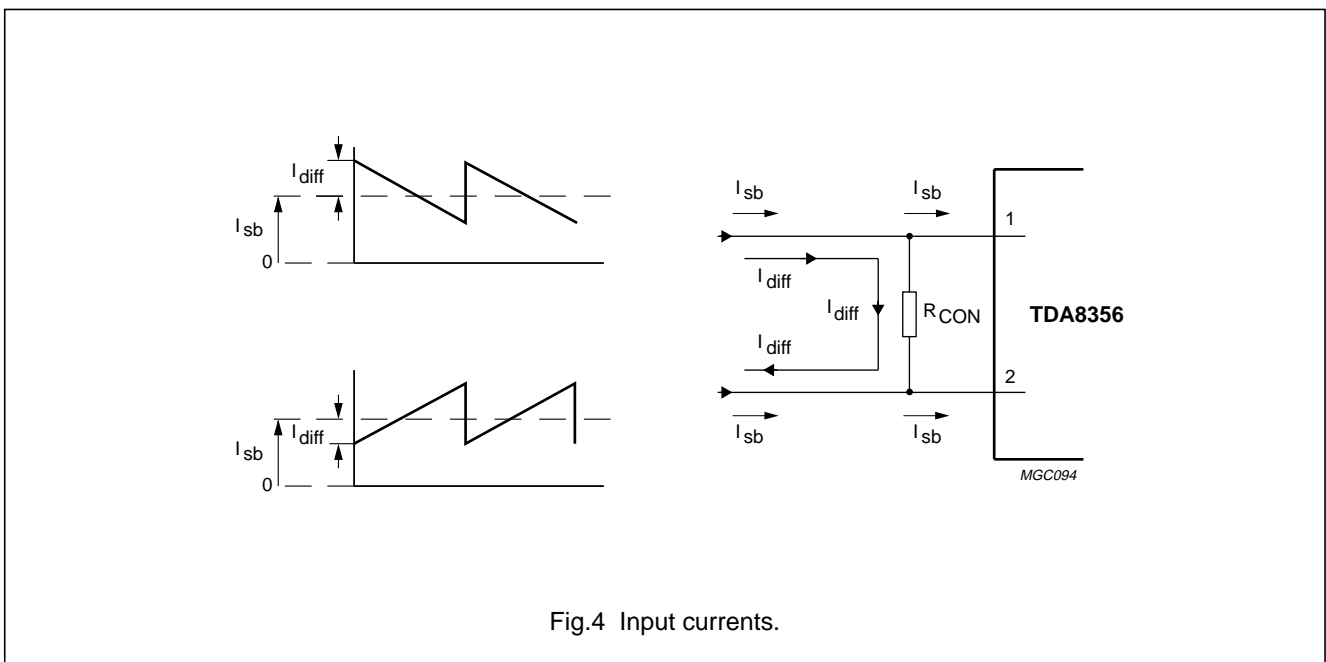 I diff
I sb
0
I diff
I sb
0
I sb
I sb
1
I diff
I diff
R CON
TDA8356
I diff
2
I sb
I sb
MGC094
Fig.4 Input currents.